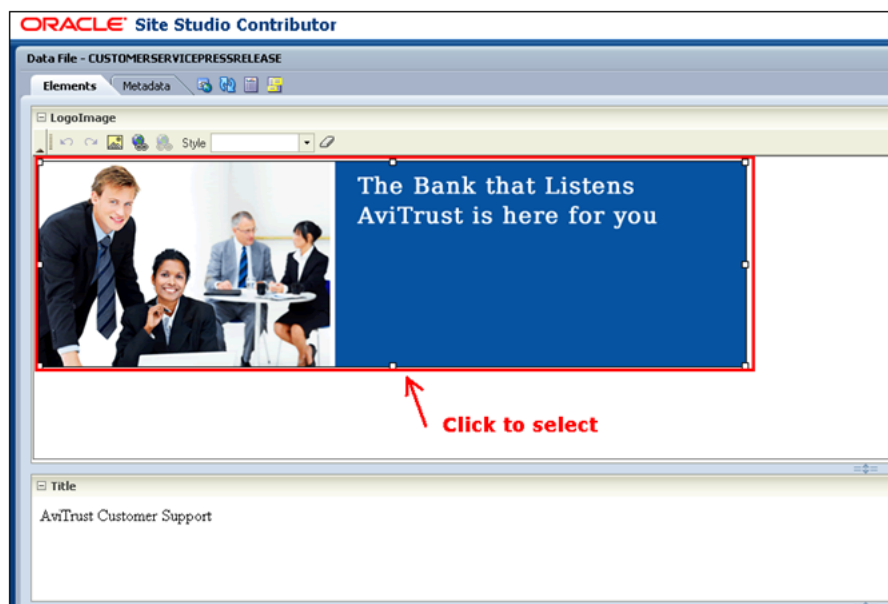 ORACLE Site Studio Contributor
Data File - CUSTOMERSERVICEPRESSRELEASE
Elements Metadata
LogoImage
Style
The Bank that Listens
AviTrust is here for you
Click to select
Title
AviTrust Customer Support